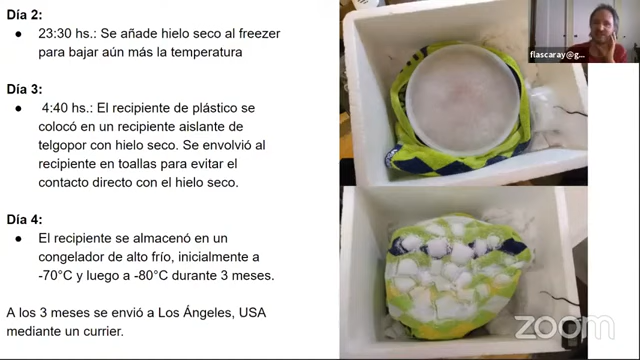 Día 2:
● 23:30 hs.: Se añade hielo seco al freezer
para bajar aún más la temperatura
Día 3:
● 4:40 hs.: El recipiente de plástico se
colocó en un recipiente aislante de
telgopor con hielo seco. Se envolvió al
recipiente en toallas para evitar el
contacto directo con el hielo seco.
Día 4:
● El recipiente se almacenó en un
congelador de alto frío, inicialmente a
-70°C y luego a -80°C durante 3 meses.
A los 3 meses se envió a Los Ángeles, USA
mediante un currier.
flascaray@g...
zoom